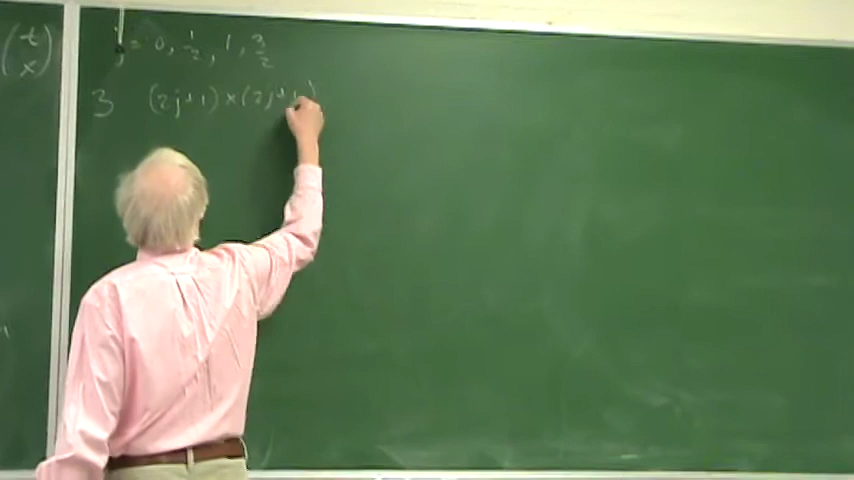 (t
x)
j = 0, 1/2, 1, 3/2
3 (2j+1) × (2j+1)